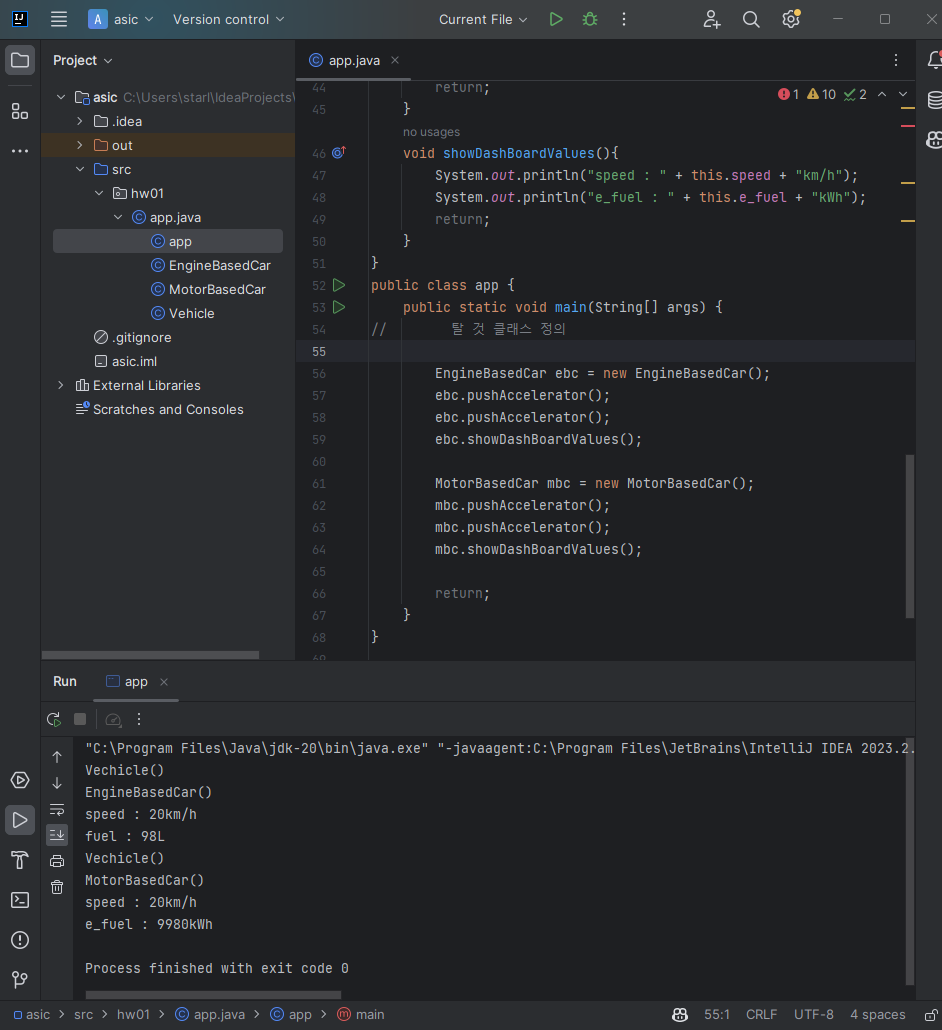 IJ
A asic
Version control
Current File
Project
app.java
asic C:\Users\starl\IdeaProjects\
.idea
out
src
hw01
app.java
app
EngineBasedCar
MotorBasedCar
Vehicle
.gitignore
asic.iml
External Libraries
Scratches and Consoles
1 10 2
44 return;
45 }
no usages
46 void showDashBoardValues(){
47 System.out.println("speed : " + this.speed + "km/h");
48 System.out.println("e_fuel : " + this.e_fuel + "kWh");
49 return;
50 }
51 }
52 public class app {
53 public static void main(String[] args) {
54 // 탈 것 클래스 정의
55
56 EngineBasedCar ebc = new EngineBasedCar();
57 ebc.pushAccelerator();
58 ebc.pushAccelerator();
59 ebc.showDashBoardValues();
60
61 MotorBasedCar mbc = new MotorBasedCar();
62 mbc.pushAccelerator();
63 mbc.pushAccelerator();
64 mbc.showDashBoardValues();
65
66 return;
67 }
68 }
69
Run app
"C:\Program Files\Java\jdk-20\bin\java.exe" "-javaagent:C:\Program Files\JetBrains\IntelliJ IDEA 2023.2.
Vechicle()
EngineBasedCar()
speed : 20km/h
fuel : 98L
Vechicle()
MotorBasedCar()
speed : 20km/h
e_fuel : 9980kWh
Process finished with exit code 0
asic > src > hw01 > app.java > app > main
55:1 CRLF UTF-8 4 spaces